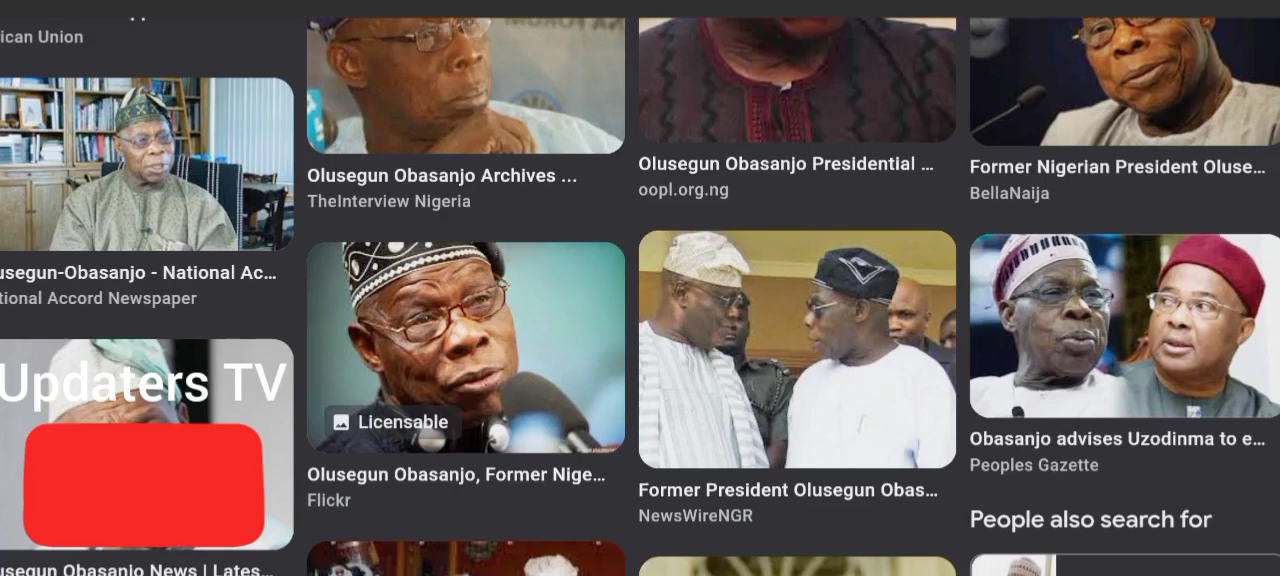 ican Union
usegun-Obasanjo - National Ac...
tional Accord Newspaper
Updaters TV
usegun Obasanjo News | Lates...
Olusegun Obasanjo Archives ...
TheInterview Nigeria
Licensable
Olusegun Obasanjo, Former Nige...
Flickr
Olusegun Obasanjo Presidential ...
oopl.org.ng
Former President Olusegun Obas...
NewsWireNGR
Former Nigerian President Oluse...
BellaNaija
Obasanjo advises Uzodinma to e...
Peoples Gazette
People also search for